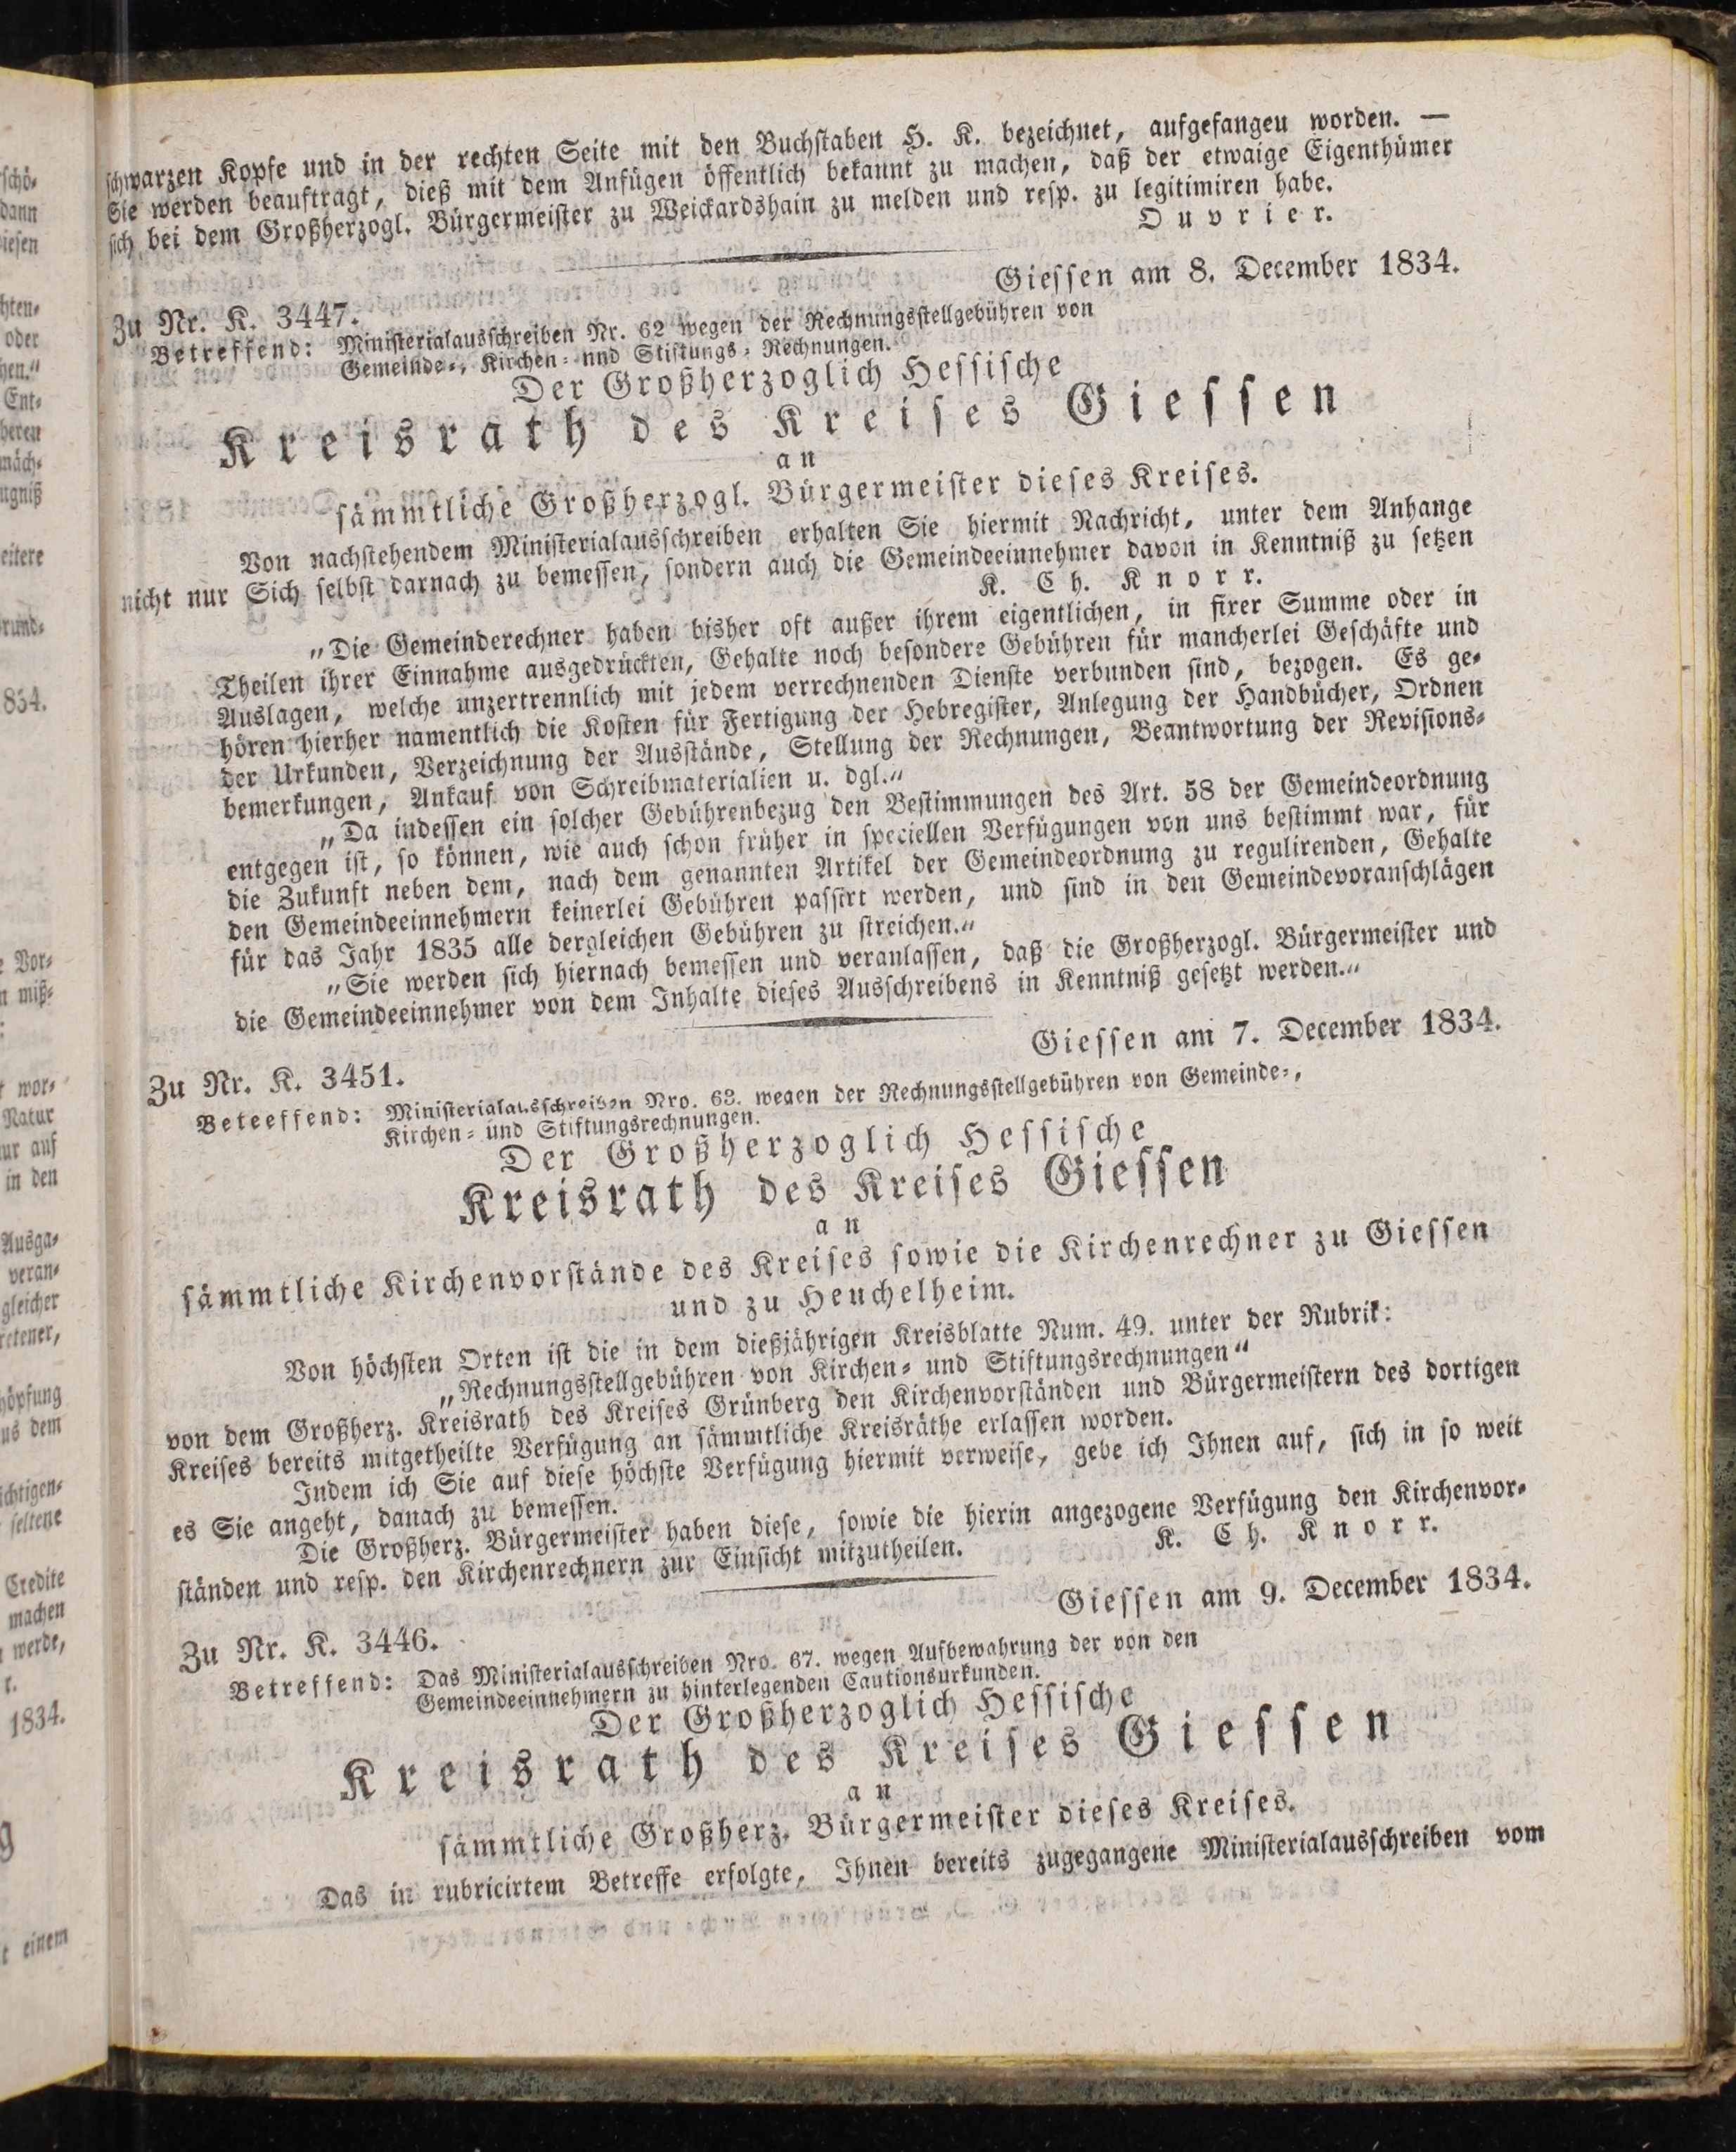 schwarzen Kopfe und in der rechten Seite mit den Buchstaben H. K. bezeichnet, aufgefangeu worden. —
Sie werden beauftragt, dieß mit dem Anfügen öffentlich bekannt zu machen, daß der etwaige Eigenthümer
sich bei dem Großherzogl. Bürgermeister zu Weickardshain zu melden und resp. zu legitimiren habe.
Ouvrier.
Giessen am 8. December 1834.
Zu Nr. K. 3447.
Betreffend: Ministerialausschreiben Nr. 62 wegen der Rechnungsstellgebühren von
Gemeinde-, Kirchen- und Stiftungs-Rechnungen.
Der Großherzoglich Hessische
Kreisrath des Kreises Giessen
an
sämmtliche Großherzogl. Bürgermeister dieses Kreises.
Von nachstehendem Ministerialausschreiben erhalten Sie hiermit Nachricht, unter dem Anhange
nicht nur Sich selbst darnach zu bemessen, sondern auch die Gemeindeeinnehmer davon in Kenntniß zu setzen
K. Ch. Knorr.
„Die Gemeinderechner haben bisher oft außer ihrem eigentlichen, in fixer Summe oder in
Theilen ihrer Einnahme ausgedrückten, Gehalte noch besondere Gebühren für mancherlei Geschäfte und
Auslagen, welche unzertrennlich mit jedem verrechnenden Dienste verbunden sind, bezogen. Es ge-
hören hierher namentlich die Kosten für Fertigung der Hebregister, Anlegung der Handbücher, Ordnen
der Urkunden, Verzeichnung der Ausstände, Stellung der Rechnungen, Beantwortung der Revisions-
bemerkungen, Ankauf von Schreibmaterialien u. dgl.“
„Da indessen ein solcher Gebührenbezug den Bestimmungen des Art. 58 der Gemeindeordnung
entgegen ist, so können, wie auch schon früher in speciellen Verfügungen von uns bestimmt war, für
die Zukunft neben dem, nach dem genannten Artikel der Gemeindeordnung zu regulirenden, Gehalte
den Gemeindeeinnehmern keinerlei Gebühren passirt werden, und sind in den Gemeindevoranschlägen
für das Jahr 1835 alle dergleichen Gebühren zu streichen.“
„Sie werden sich hiernach bemessen und veranlassen, daß die Großherzogl. Bürgermeister und
die Gemeindeeinnehmer von dem Inhalte dieses Ausschreibens in Kenntniß gesetzt werden.“
Giessen am 7. December 1834.
Zu Nr. K. 3451.
Beteeffend: Ministerialausschreiben Nro. 63. wegen der Rechnungsstellgebühren von Gemeinde-,
Kirchen- und Stiftungsrechnungen.
Der Großherzoglich Hessische
Kreisrath des Kreises Giessen
an
sämmtliche Kirchenvorstände des Kreises sowie die Kirchenrechner zu Giessen
und zu Heuchelheim.
Von höchsten Orten ist die in dem dießjährigen Kreisblatte Num. 49. unter der Rubrik:
„Rechnungsstellgebühren von Kirchen- und Stiftungsrechnungen“
von dem Großherz. Kreisrath des Kreises Grünberg den Kirchenvorständen und Bürgermeistern des dortigen
Kreises bereits mitgetheilte Verfügung an sämmtliche Kreisräthe erlassen worden.
Indem ich Sie auf diese höchste Verfügung hiermit verweise, gebe ich Ihnen auf, sich in so weit
es Sie angeht, danach zu bemessen.
Die Großherz. Bürgermeister haben diese, sowie die hierin angezogene Verfügung den Kirchenvor-
ständen und resp. den Kirchenrechnern zur Einsicht mitzutheilen.
K. Ch. Knorr.
Giessen am 9. December 1834.
Zu Nr. K. 3446.
Betreffend: Das Ministerialausschreiben Nro. 67. wegen Aufbewahrung der von den
Gemeindeeinnehmern zu hinterlegenden Cautionsurkunden.
Der Großherzoglich Hessische
Kreisrath des Kreises Giessen
an
sämmtliche Großherz. Bürgermeister dieses Kreises.
Das in rubricirtem Betreffe erfolgte, Ihnen bereits zugegangene Ministerialausschreiben vom